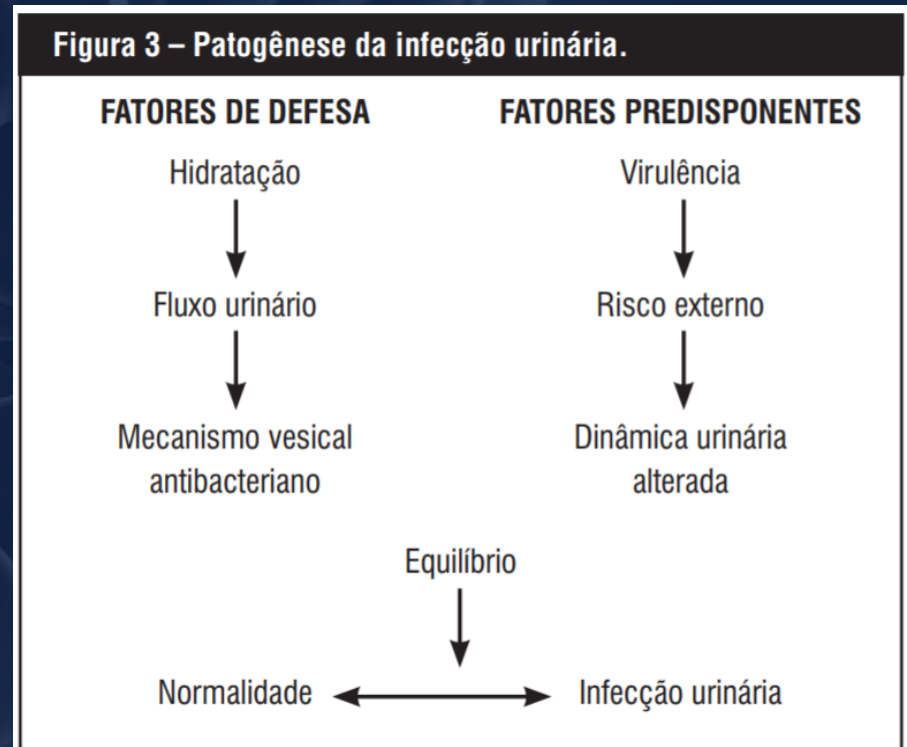 Figura 3 – Patogênese da infecção urinária.
FATORES DE DEFESA
FATORES PREDISPONENTES
Hidratação
Virulência
Fluxo urinário
Risco externo
Mecanismo vesical
antibacteriano
Dinâmica urinária
alterada
Equilíbrio
Normalidade
Infecção urinária